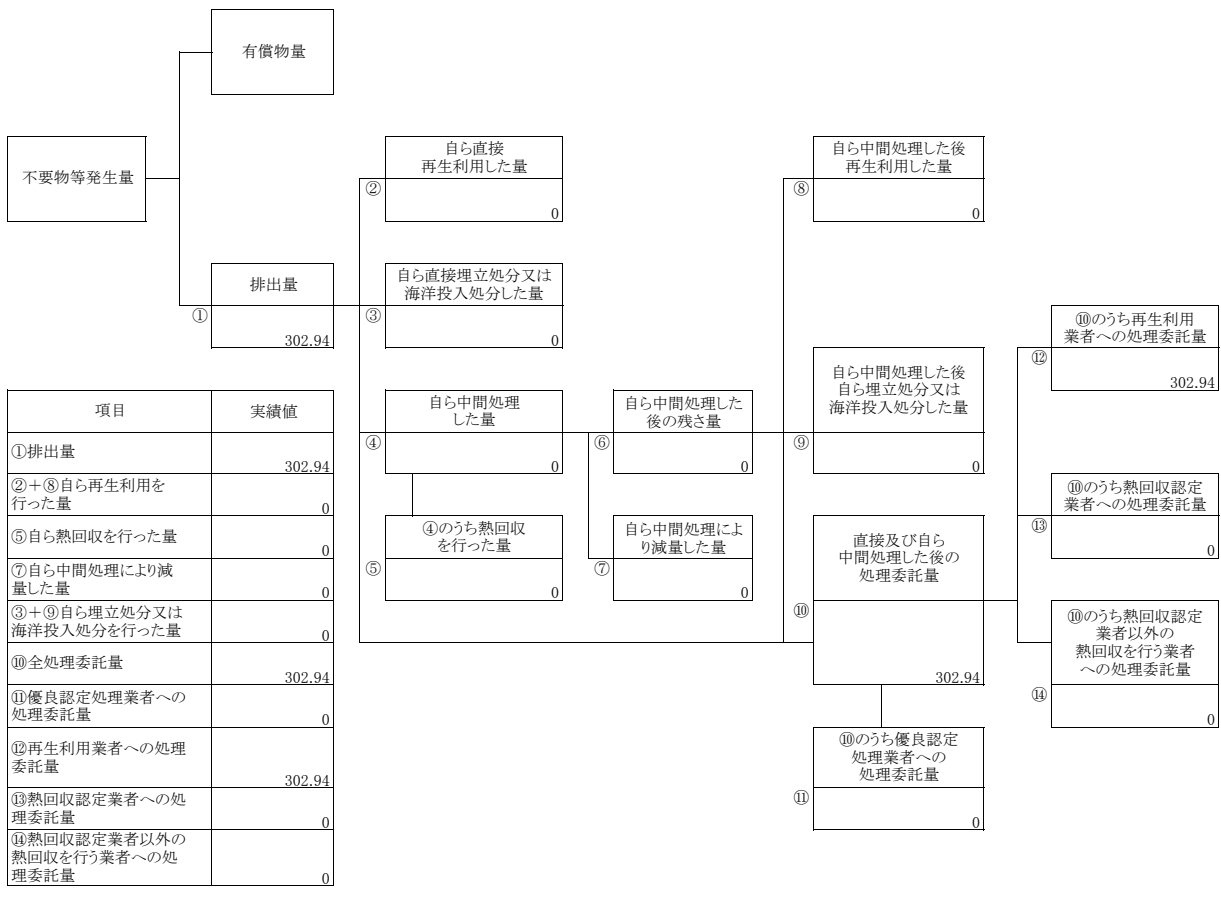 有償物量
不要物等発生量
排出量
①
302.94
自ら直接
再生利用した量
②
0
自ら直接埋立処分又は
海洋投入処分した量
③
0
自ら中間処理
した量
④
0
④のうち熱回収
を行った量
⑤
0
自ら中間処理した
後の残さ量
⑥
0
自ら中間処理によ
り減量した量
⑦
0
自ら中間処理した後
再生利用した量
⑧
0
自ら中間処理した後
自ら埋立処分又は
海洋投入処分した量
⑨
0
直接及び自ら
中間処理した後の
処理委託量
⑩
302.94
⑩のうち優良認定
処理業者への
処理委託量
⑪
0
⑩のうち再生利用
業者への処理委託量
⑫
302.94
⑩のうち熱回収認定
業者への処理委託量
⑬
0
⑩のうち熱回収認定
業者以外の
熱回収を行う業者
への処理委託量
⑭
0
項目 実績値
①排出量
302.94
②＋⑧自ら再生利用を
行った量
0
⑤自ら熱回収を行った量
0
⑦自ら中間処理により減
量した量
0
③＋⑨自ら埋立処分又は
海洋投入処分を行った量
0
⑩全処理委託量
302.94
⑪優良認定処理業者への
処理委託量
0
⑫再生利用業者への処理
委託量
302.94
⑬熱回収認定業者への処
理委託量
0
⑭熱回収認定業者以外の
熱回収を行う業者への処
理委託量
0